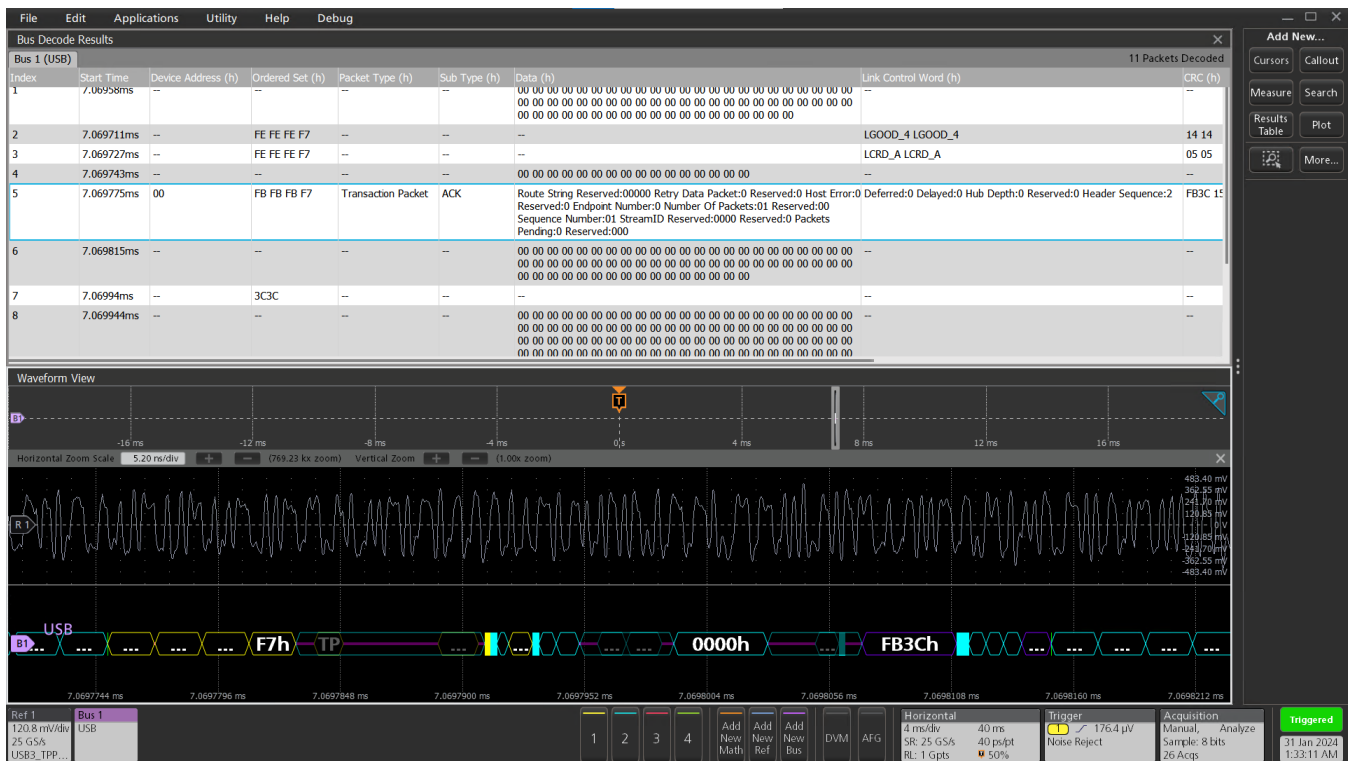 File Edit Applications Utility Help Debug
Bus Decode Results
Bus 1 (USB) 11 Packets Decoded
Index Start Time Device Address (h) Ordered Set (h) Packet Type (h) Sub Type (h) Data (h) Link Control Word (h) CRC (h)
1 7.06958ms -- -- -- -- 00 00 00 00 00 00 00 00 00 00 00 00 00 00 00 00 00 00 00 00 00 00 00 -- --
00 00 00 00 00 00 00 00 00 00 00 00 00 00 00 00 00 00 00 00 00 00 00
00 00 00 00 00 00 00 00 00 00 00 00 00 00 00 00 00 00 00
2 7.069711ms -- FE FE FE F7 -- -- -- LGOOD_4 LGOOD_4 14 14
3 7.069727ms -- FE FE FE F7 -- -- -- LCRD_A LCRD_A 05 05
4 7.069743ms -- -- -- -- 00 00 00 00 00 00 00 00 00 00 00 00 00 00 00 00 -- --
5 7.069775ms 00 FB FB FB F7 Transaction Packet ACK Route String Reserved:00000 Retry Data Packet:0 Reserved:0 Host Error:0 Deferred:0 Delayed:0 Hub Depth:0 Reserved:0 Header Sequence:2 FB3C 15
Reserved:0 Endpoint Number:0 Number Of Packets:01 Reserved:00
Sequence Number:01 StreamID Reserved:0000 Reserved:0 Packets
Pending:0 Reserved:000
6 7.069815ms -- -- -- -- 00 00 00 00 00 00 00 00 00 00 00 00 00 00 00 00 00 00 00 00 00 00 00 -- --
00 00 00 00 00 00 00 00 00 00 00 00 00 00 00 00 00 00 00 00 00 00 00
00 00 00 00 00 00 00 00 00 00 00 00 00 00 00 00
7 7.06994ms -- 3C3C -- -- -- -- --
8 7.069944ms -- -- -- -- 00 00 00 00 00 00 00 00 00 00 00 00 00 00 00 00 00 00 00 00 00 00 00 -- --
00 00 00 00 00 00 00 00 00 00 00 00 00 00 00 00 00 00 00 00 00 00 00
00 00 00 00 00 00 00 00 00 00 00 00 00 00 00 00 00 00 00 00 00 00 00
00 00 00 00 00 00 00 00 00 00 00 00 00 00 00 00 00 00 00 00 00 00 00
Add New...
Cursors Callout
Measure Search
Results Table Plot
More...
Waveform View
T
B1
-16 ms -12 ms -8 ms -4 ms 0 s 4 ms 8 ms 12 ms 16 ms
Horizontal Zoom Scale 5.20 ns/div + - (769.23 kx zoom) Vertical Zoom + - (1.00x zoom)
483.40 mV
362.55 mV
241.70 mV
120.85 mV
R 1 0 V
-120.85 mV
-241.70 mV
-362.55 mV
-483.40 mV
USB
B1 ... ... ... ... ... F7h TP ... ... ... ... 0000h ... FB3Ch ... ... ... ... ...
7.0697744 ms 7.0697796 ms 7.0697848 ms 7.0697900 ms 7.0697952 ms 7.0698004 ms 7.0698056 ms 7.0698108 ms 7.0698160 ms 7.0698212 ms
Ref 1
120.8 mV/div
25 GS/s
USB3_TPP...
Bus 1
USB
1 2 3 4
Add New Math
Add New Ref
Add New Bus
DVM AFG
Horizontal
4 ms/div 40 ms
SR: 25 GS/s 40 ps/pt
RL: 1 Gpts 50%
Trigger
1 176.4 µV
Noise Reject
Acquisition
Manual, Analyze
Sample: 8 bits
26 Acqs
Triggered
31 Jan 2024
1:33:11 AM